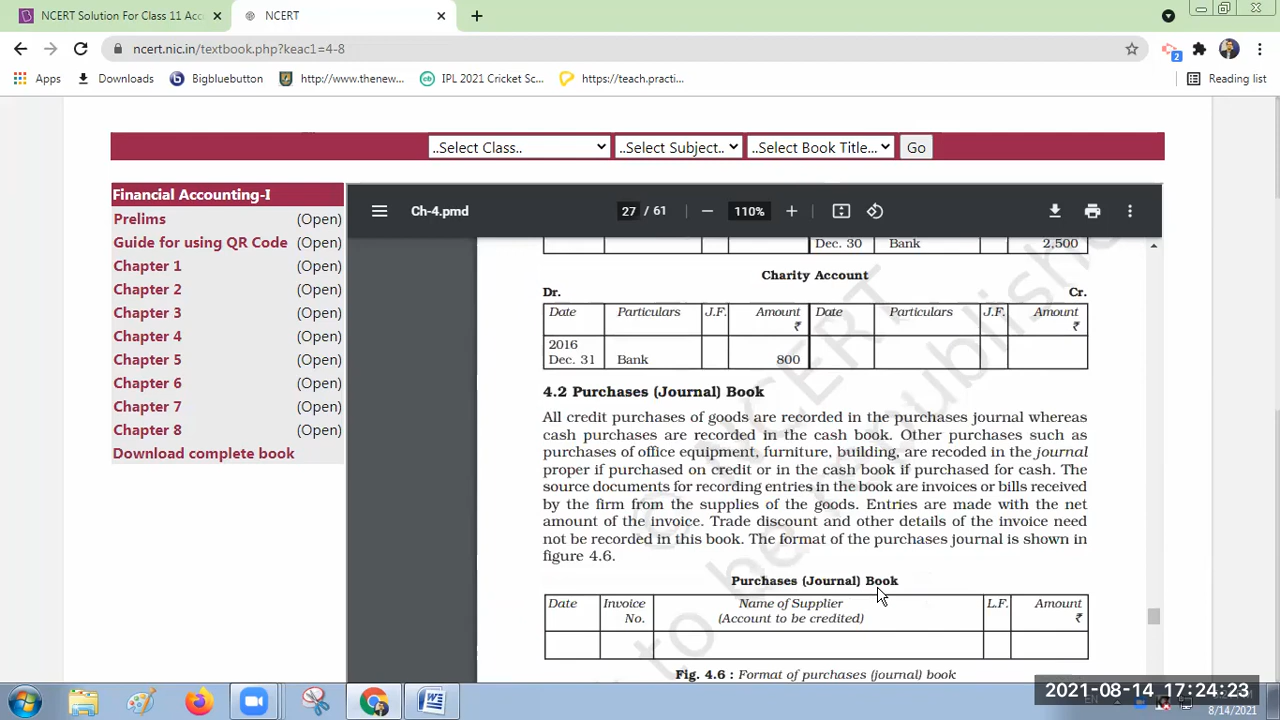 NCERT Solution For Class 11 Acc
NCERT
ncert.nic.in/textbook.php?keac1=4-8
2
Apps
Downloads
Bigbluebutton
http://www.thenew...
IPL 2021 Cricket Sc...
https://teach.practi...
Reading list
..Select Class..
..Select Subject..
..Select Book Title...
Go
Financial Accounting-I
Prelims (Open)
Guide for using QR Code (Open)
Chapter 1 (Open)
Chapter 2 (Open)
Chapter 3 (Open)
Chapter 4 (Open)
Chapter 5 (Open)
Chapter 6 (Open)
Chapter 7 (Open)
Chapter 8 (Open)
Download complete book
Ch-4.pmd
27 / 61
110%
Dec. 30 Bank 2,500
Charity Account
Dr. Cr.
Date Particulars J.F. Amount Date Particulars J.F. Amount
₹ ₹
2016
Dec. 31 Bank 800
4.2 Purchases (Journal) Book
All credit purchases of goods are recorded in the purchases journal whereas
cash purchases are recorded in the cash book. Other purchases such as
purchases of office equipment, furniture, building, are recoded in the journal
proper if purchased on credit or in the cash book if purchased for cash. The
source documents for recording entries in the book are invoices or bills received
by the firm from the supplies of the goods. Entries are made with the net
amount of the invoice. Trade discount and other details of the invoice need
not be recorded in this book. The format of the purchases journal is shown in
figure 4.6.
Purchases (Journal) Book
Date Invoice Name of Supplier L.F. Amount
No. (Account to be credited) ₹
Fig. 4.6 : Format of purchases (journal) book
© NCERT
to be republishe
2021-08-14 17:24:23
8/14/2021